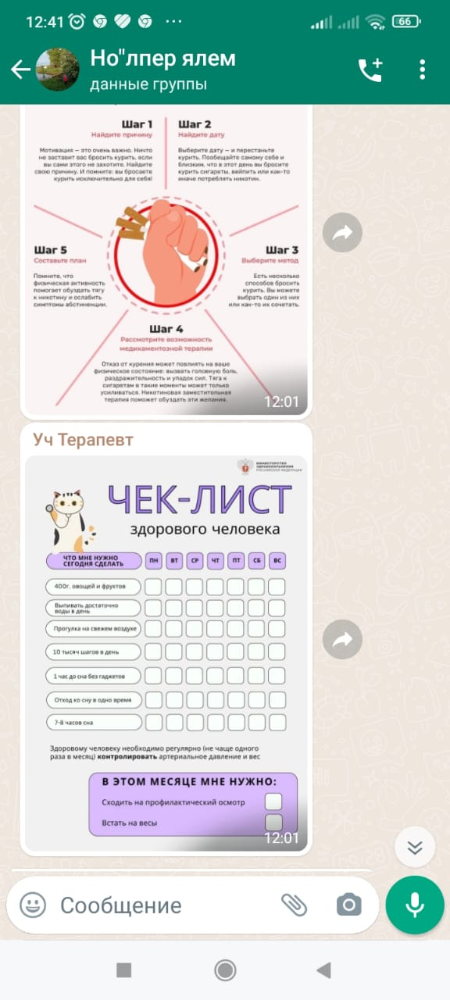 12:41
66
Но"лпер ялем
данные группы
Шаг 1
Найдите причину
Мотивация — это очень важно. Ничто
не заставит вас бросить курить, если
вы сами этого не захотите. Найдите
свою причину. И помните: вы бросаете
курить исключительно для себя!
Шаг 2
Найдите дату
Выберите дату — и перестаньте
курить. Пообещайте самому себе и
близким, что в этот день вы бросите
курить сигареты, вейпить или как-то
иначе потреблять никотин.
Шаг 5
Составьте план
Помните, что
физическая активность
помогает обуздать тягу
к никотину и ослабить
симптомы абстиненции.
Шаг 3
Выберите метод
Есть несколько
способов бросить
курить. Вы можете
выбрать один из них
или как-то их сочетать.
Шаг 4
Рассмотрите возможность
медикаментозной терапии
Отказ от курения может повлиять на ваше
физическое состояние: вызвать головную боль,
раздражительность и упадок сил. Тяга к
сигаретам в такие моменты может только
усиливаться. Никотиновая заместительная
терапия поможет обуздать эти желания.
12:01
Уч Терапевт
МИНИСТЕРСТВО
ЗДРАВООХРАНЕНИЯ
РОССИЙСКОЙ ФЕДЕРАЦИИ
ЧЕК-ЛИСТ
здорового человека
ЧТО МНЕ НУЖНО
СЕГОДНЯ СДЕЛАТЬ
ПН ВТ СР ЧТ ПТ СБ ВС
400г. овощей и фруктов
Выпивать достаточно
воды в день
Прогулка на свежем воздухе
10 тысяч шагов в день
1 час до сна без гаджетов
Отход ко сну в одно время
7-8 часов сна
Здоровому человеку необходимо регулярно (не чаще одного
раза в месяц) контролировать артериальное давление и вес
В ЭТОМ МЕСЯЦЕ МНЕ НУЖНО:
Сходить на профилактический осмотр
Встать на весы
12:01
Сообщение